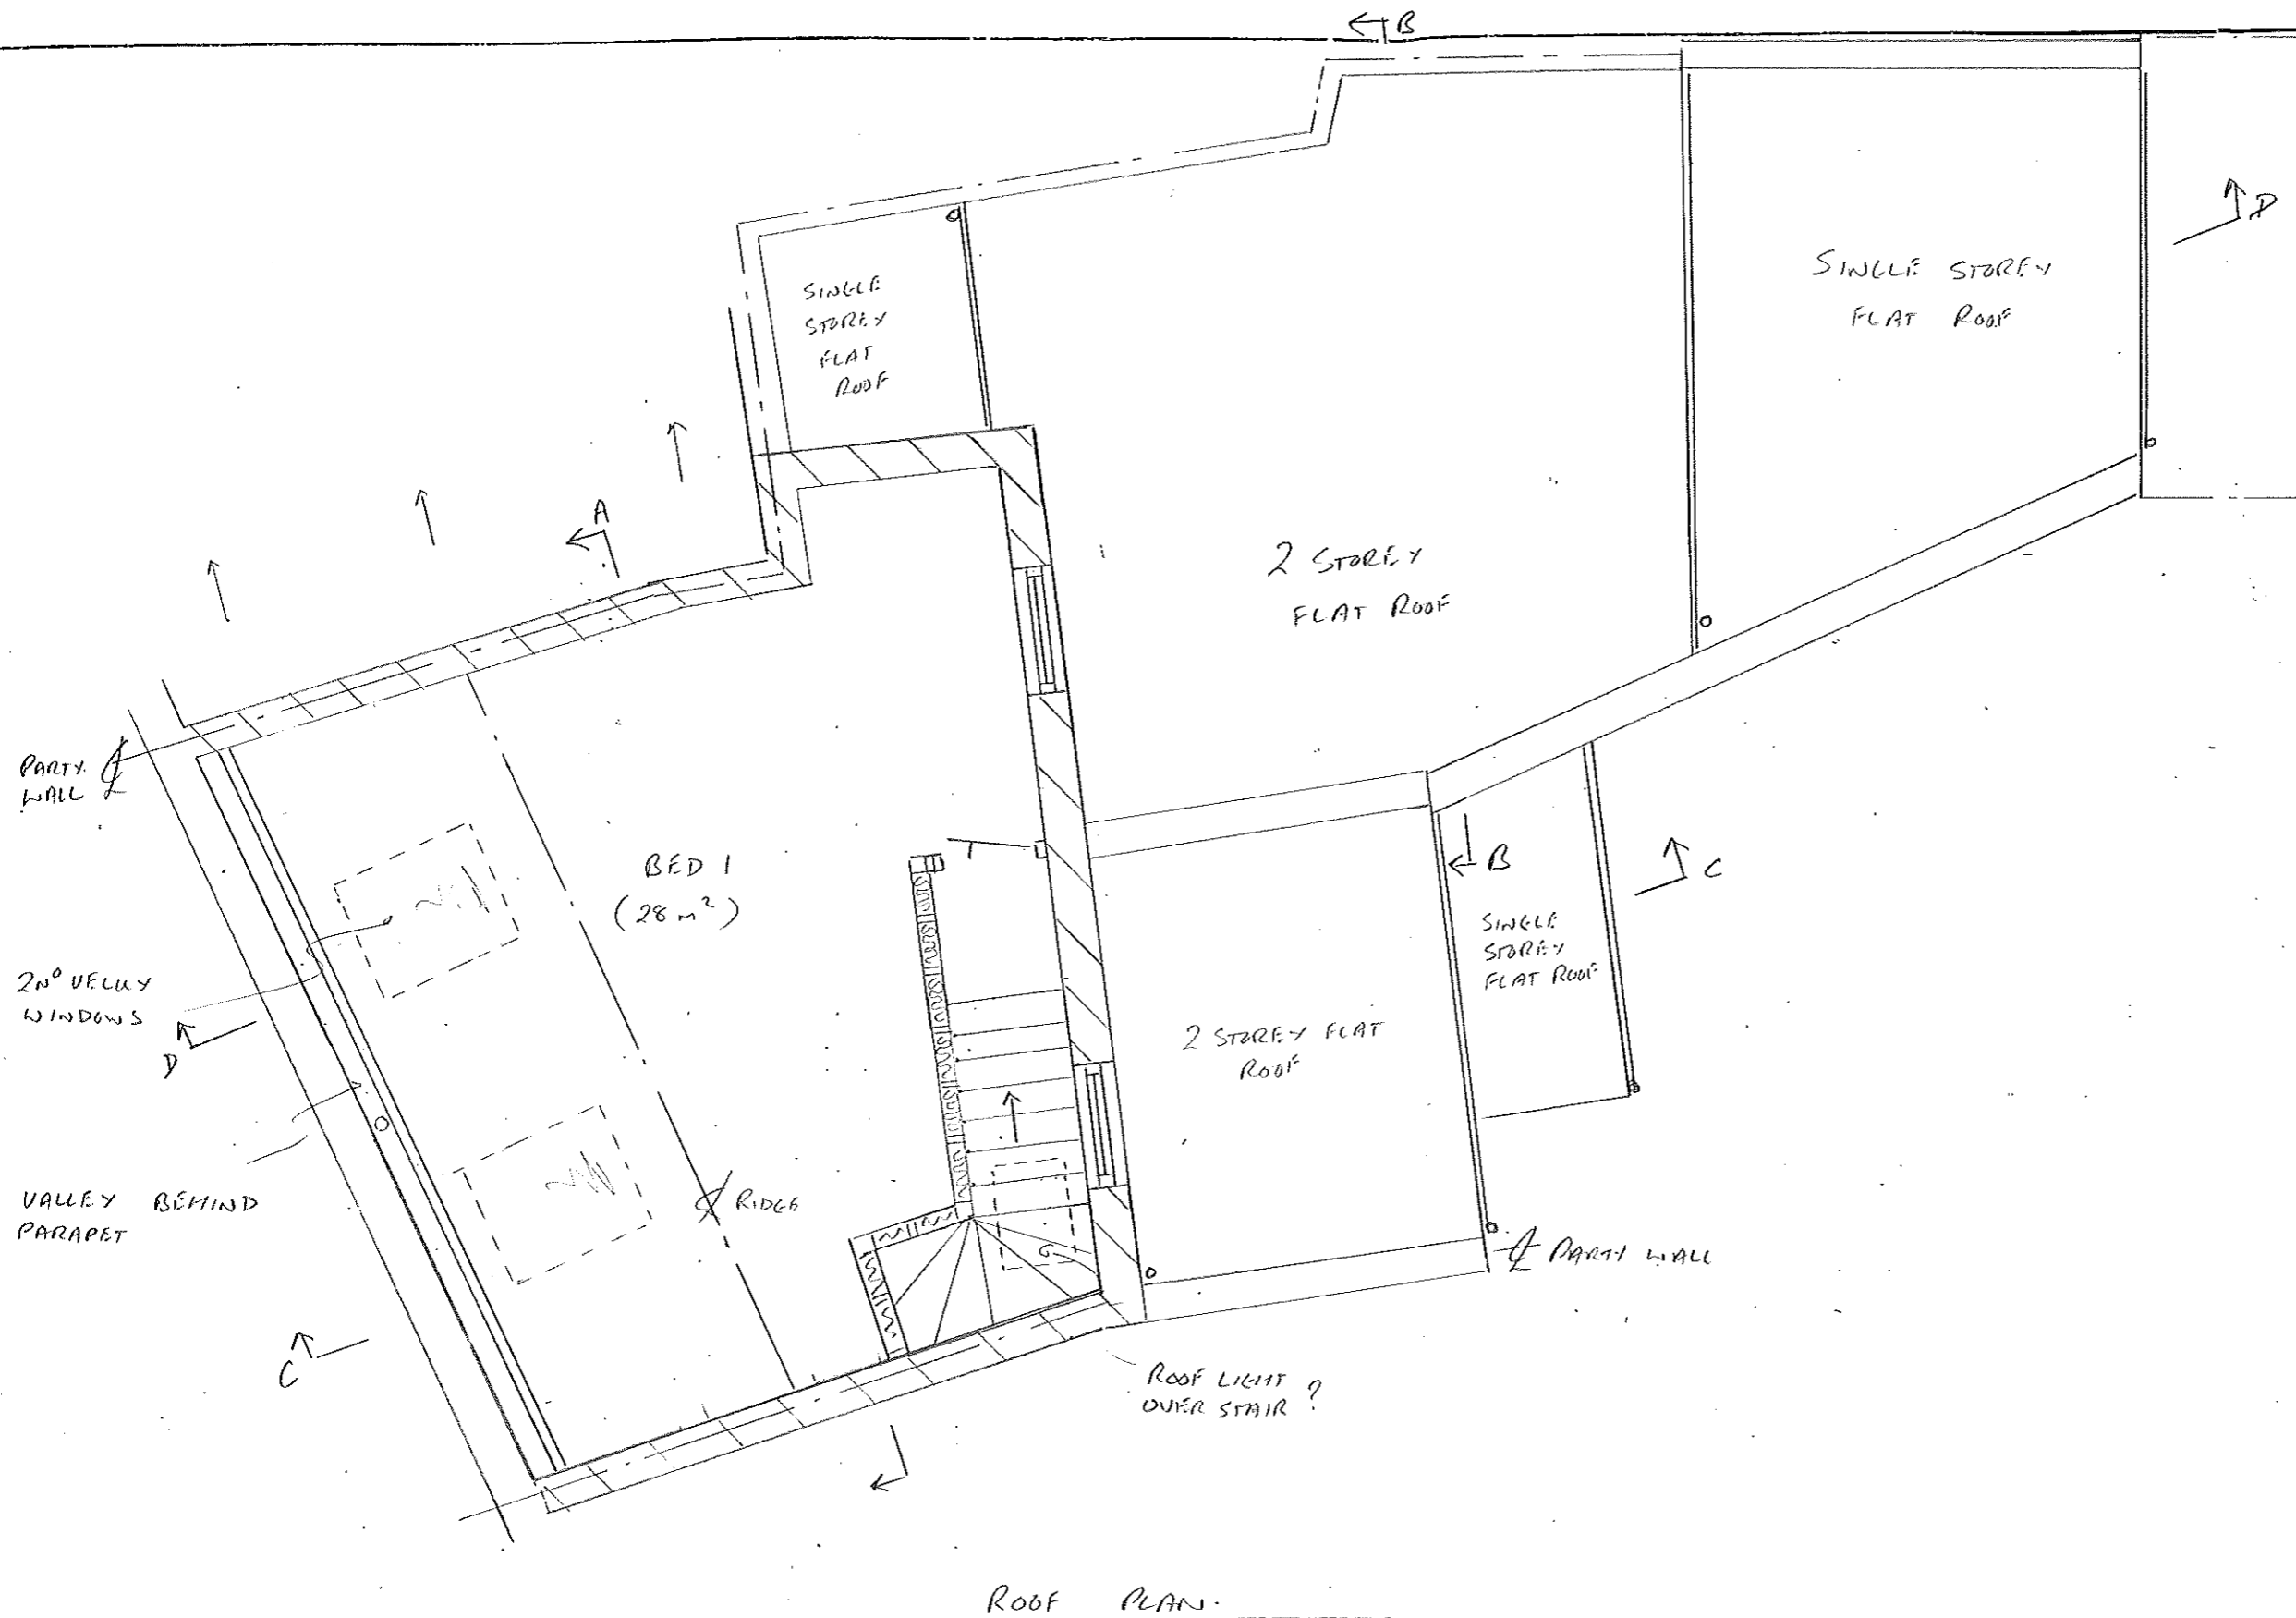 B
D
SINGLE STOREY
FLAT ROOF
SINGLE
STOREY
FLAT
ROOF
A
2 STOREY
FLAT ROOF
PARTY
WALL ℄
BED 1
(28 m²)
B
C
SINGLE
STOREY
FLAT ROOF
2Nº VELUX
WINDOWS
D
2 STOREY FLAT
ROOF
VALLEY BEHIND
PARAPET
℄ RIDGE
℄ PARTY WALL
C
ROOF LIGHT
OVER STAIR ?
ROOF PLAN.